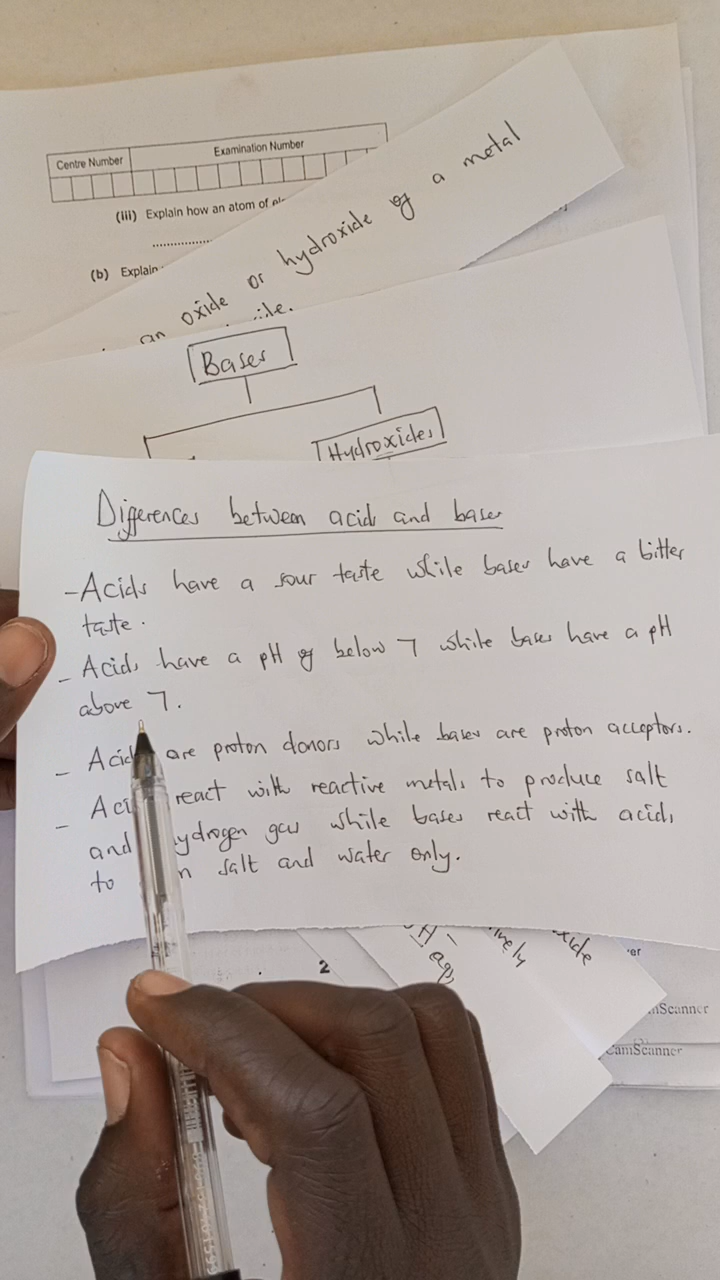 Centre Number
Examination Number
(iii) Explain how an atom of
(b) Explain
an oxide or hydroxide of a metal
Bases
Hydroxides
Differences between acids and bases
- Acids have a sour taste while bases have a bitter
taste.
- Acids have a pH of below 7 while bases have a pH
above 7.
- Acids are proton donors while bases are proton acceptors.
- Aci react with reactive metals to produce salt
and ydrogen gas while bases react with acids
to n salt and water only.
2
CamScanner